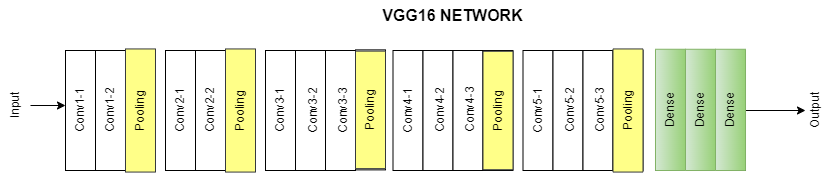 VGG16 NETWORK
Input
Conv1-1
Conv1-2
Pooling
Conv2-1
Conv2-2
Pooling
Conv3-1
Conv3-2
Conv3-3
Pooling
Conv4-1
Conv4-2
Conv4-3
Pooling
Conv5-1
Conv5-2
Conv5-3
Pooling
Dense
Dense
Dense
Output